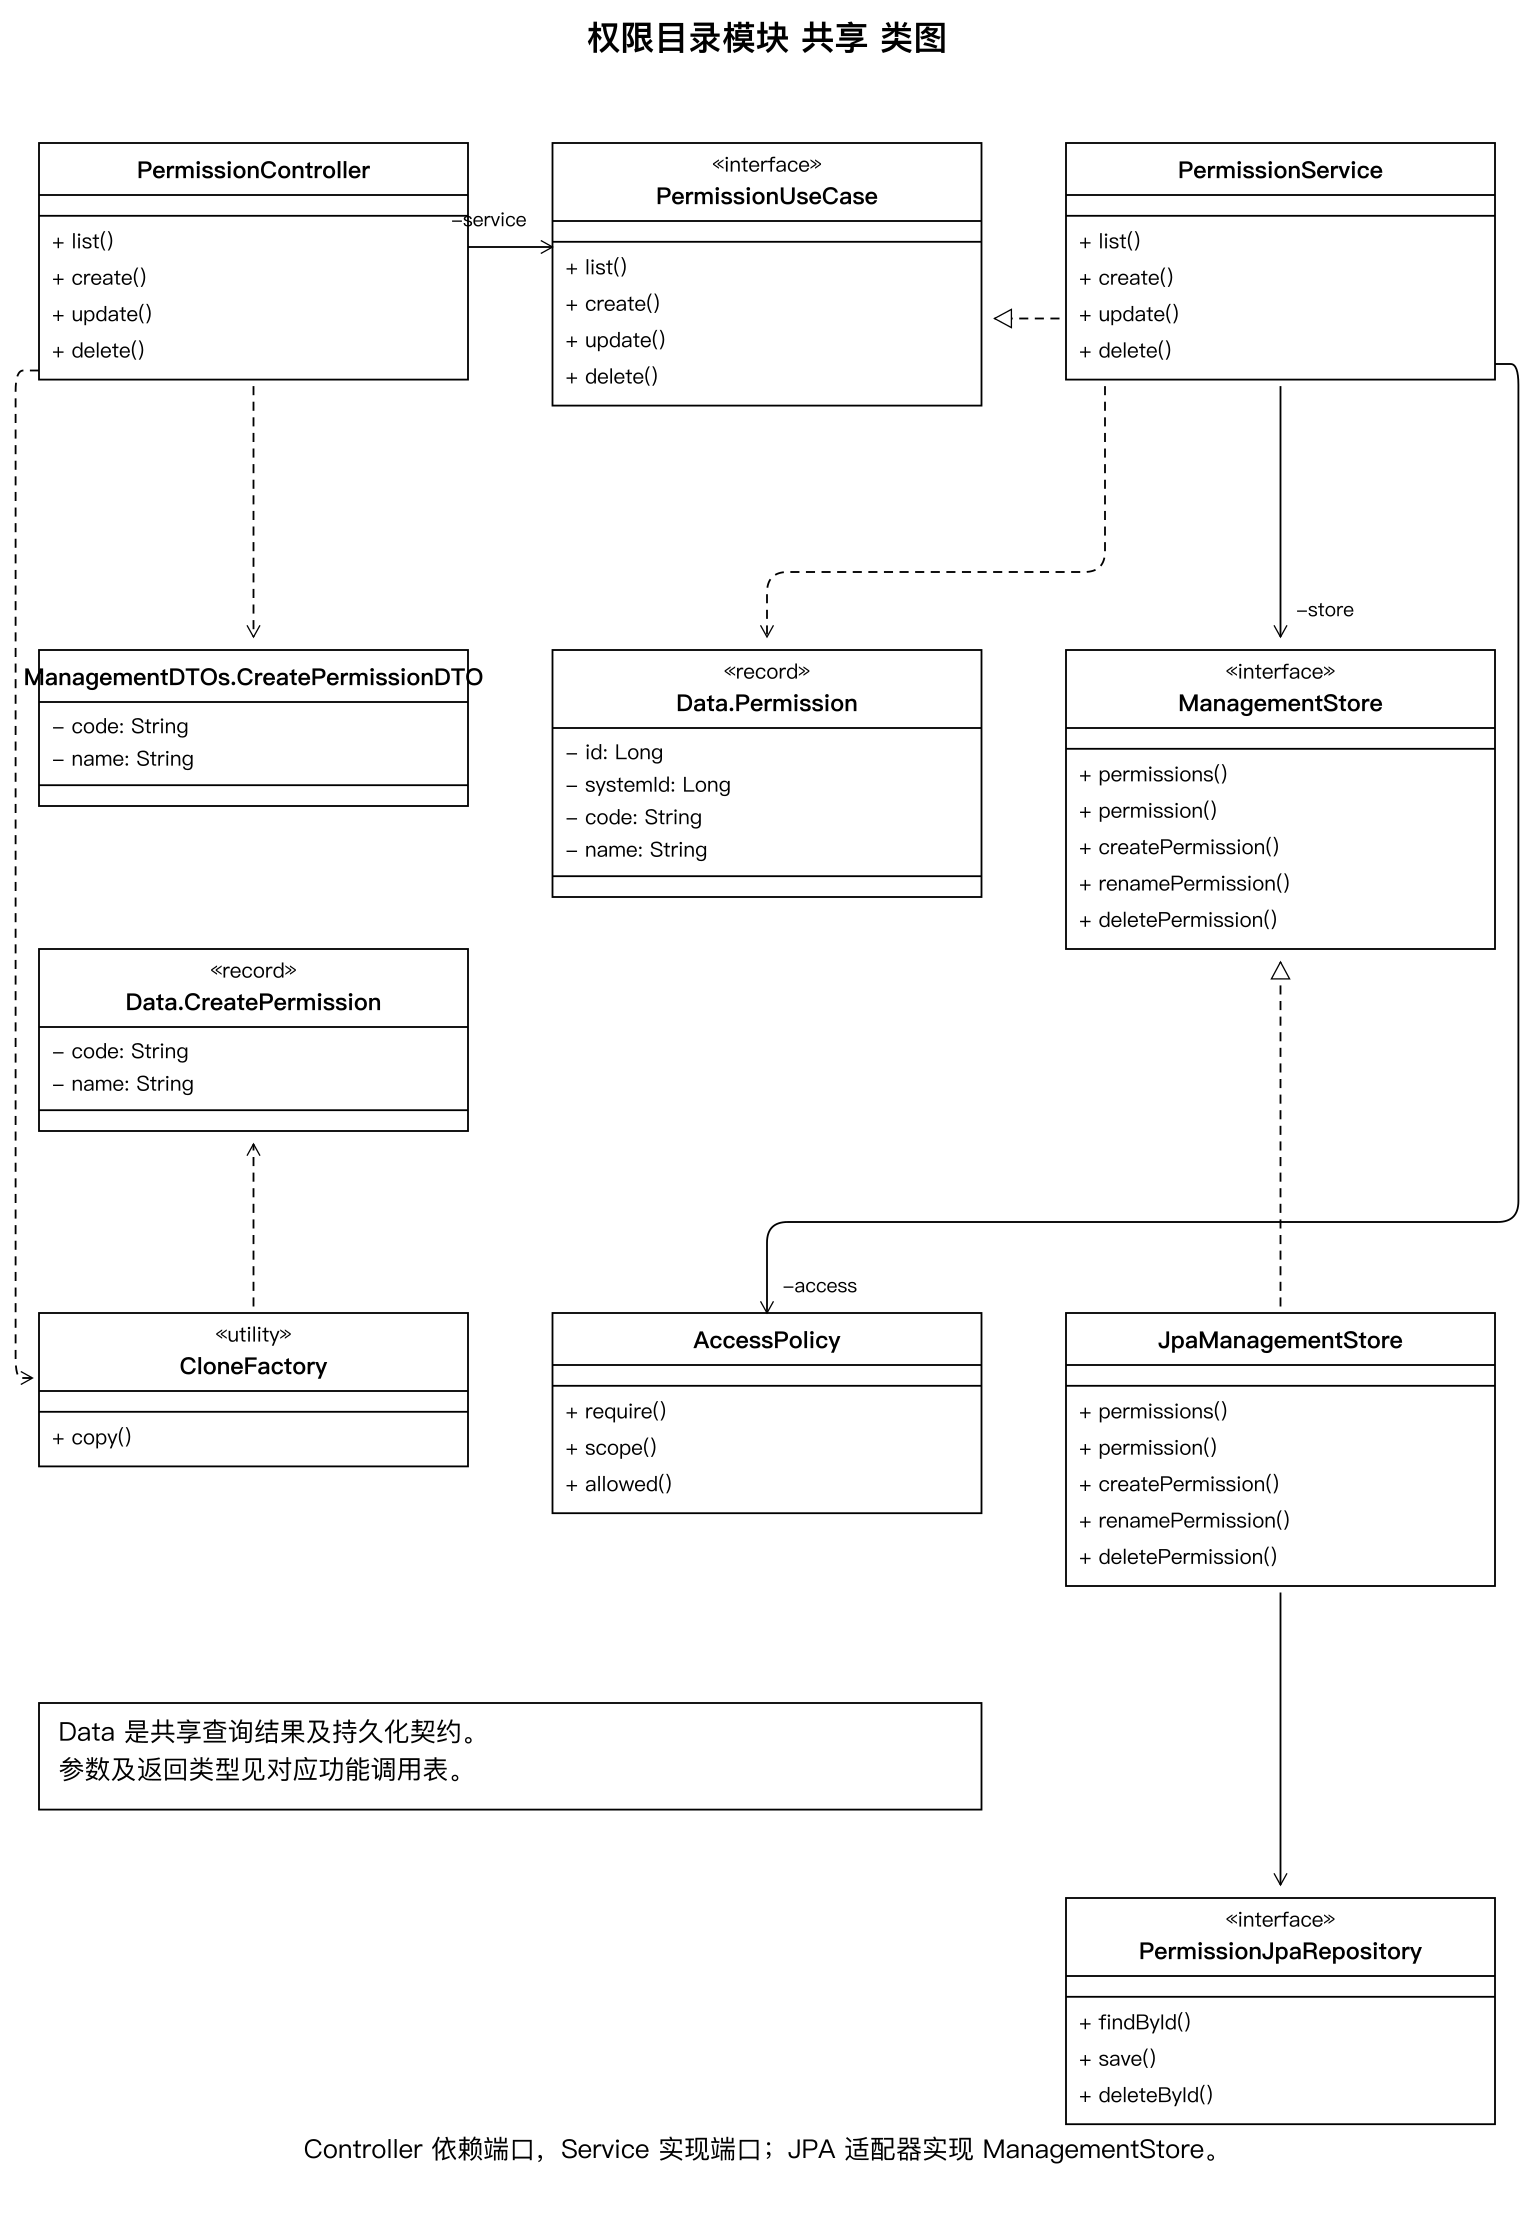 权限目录模块 共享 类图
PermissionController
+ list()
+ create()
+ update()
+ delete()
–service
«interface»
PermissionUseCase
+ list()
+ create()
+ update()
+ delete()
PermissionService
+ list()
+ create()
+ update()
+ delete()
–store
ManagementDTOs.CreatePermissionDTO
– code: String
– name: String
«record»
Data.Permission
– id: Long
– systemId: Long
– code: String
– name: String
«interface»
ManagementStore
+ permissions()
+ permission()
+ createPermission()
+ renamePermission()
+ deletePermission()
«record»
Data.CreatePermission
– code: String
– name: String
–access
«utility»
CloneFactory
+ copy()
AccessPolicy
+ require()
+ scope()
+ allowed()
JpaManagementStore
+ permissions()
+ permission()
+ createPermission()
+ renamePermission()
+ deletePermission()
Data 是共享查询结果及持久化契约。
参数及返回类型见对应功能调用表。
«interface»
PermissionJpaRepository
+ findById()
+ save()
+ deleteById()
Controller 依赖端口，Service 实现端口；JPA 适配器实现 ManagementStore。